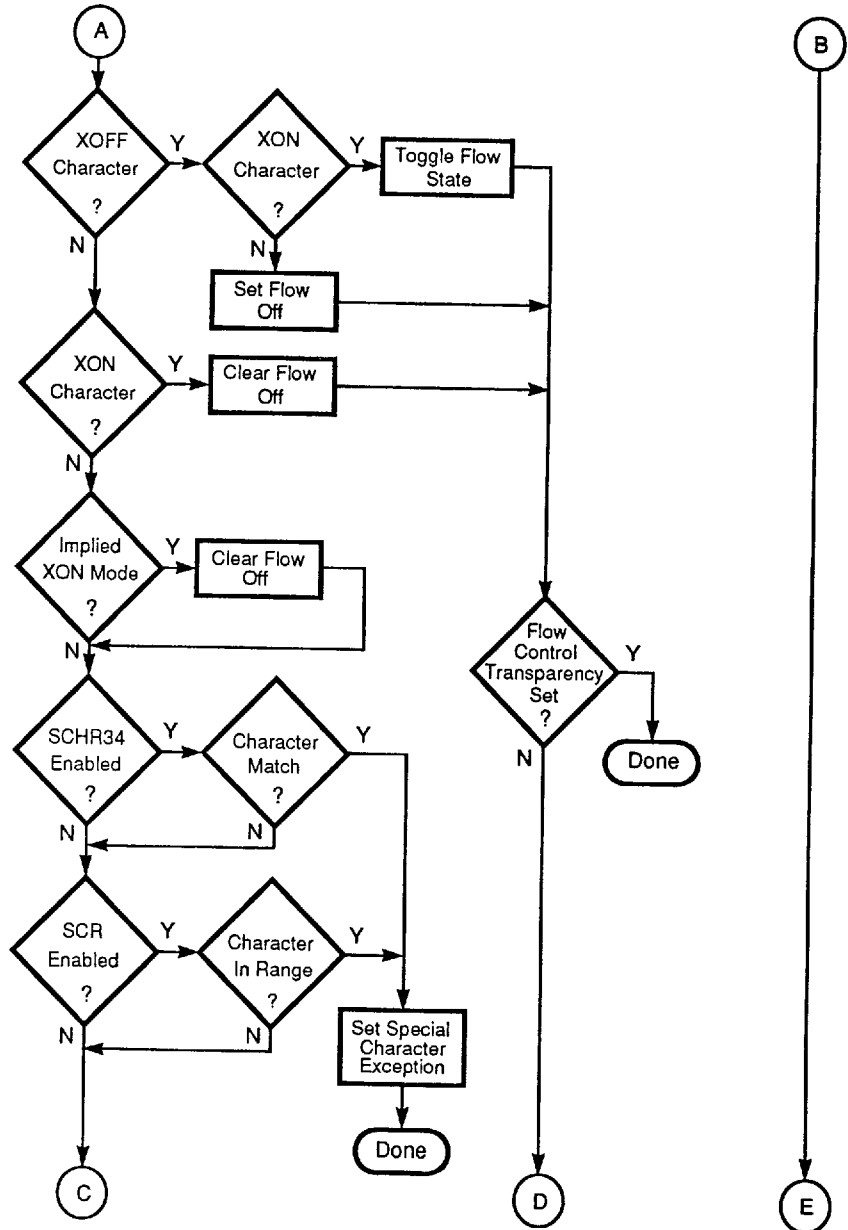 A
B
XOFF
Character
?
Y
N
XON
Character
?
Y
N
Toggle Flow
State
Set Flow
Off
XON
Character
?
Y
N
Clear Flow
Off
Implied
XON Mode
?
Y
N
Clear Flow
Off
Flow
Control
Transparency
Set
?
Y
N
Done
SCHR34
Enabled
?
Y
N
Character
Match
?
Y
N
SCR
Enabled
?
Y
N
Character
In Range
?
Y
N
Set Special
Character
Exception
Done
C
D
E